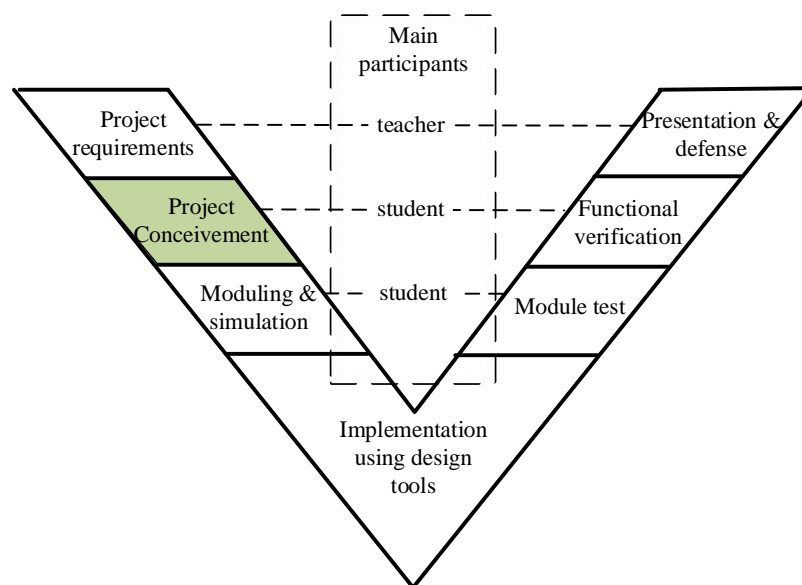 Main
participants
Project
requirements
teacher
Presentation &
defense
Project
Conceivement
student
Functional
verification
Moduling &
simulation
student
Module test
Implementation
using design
tools